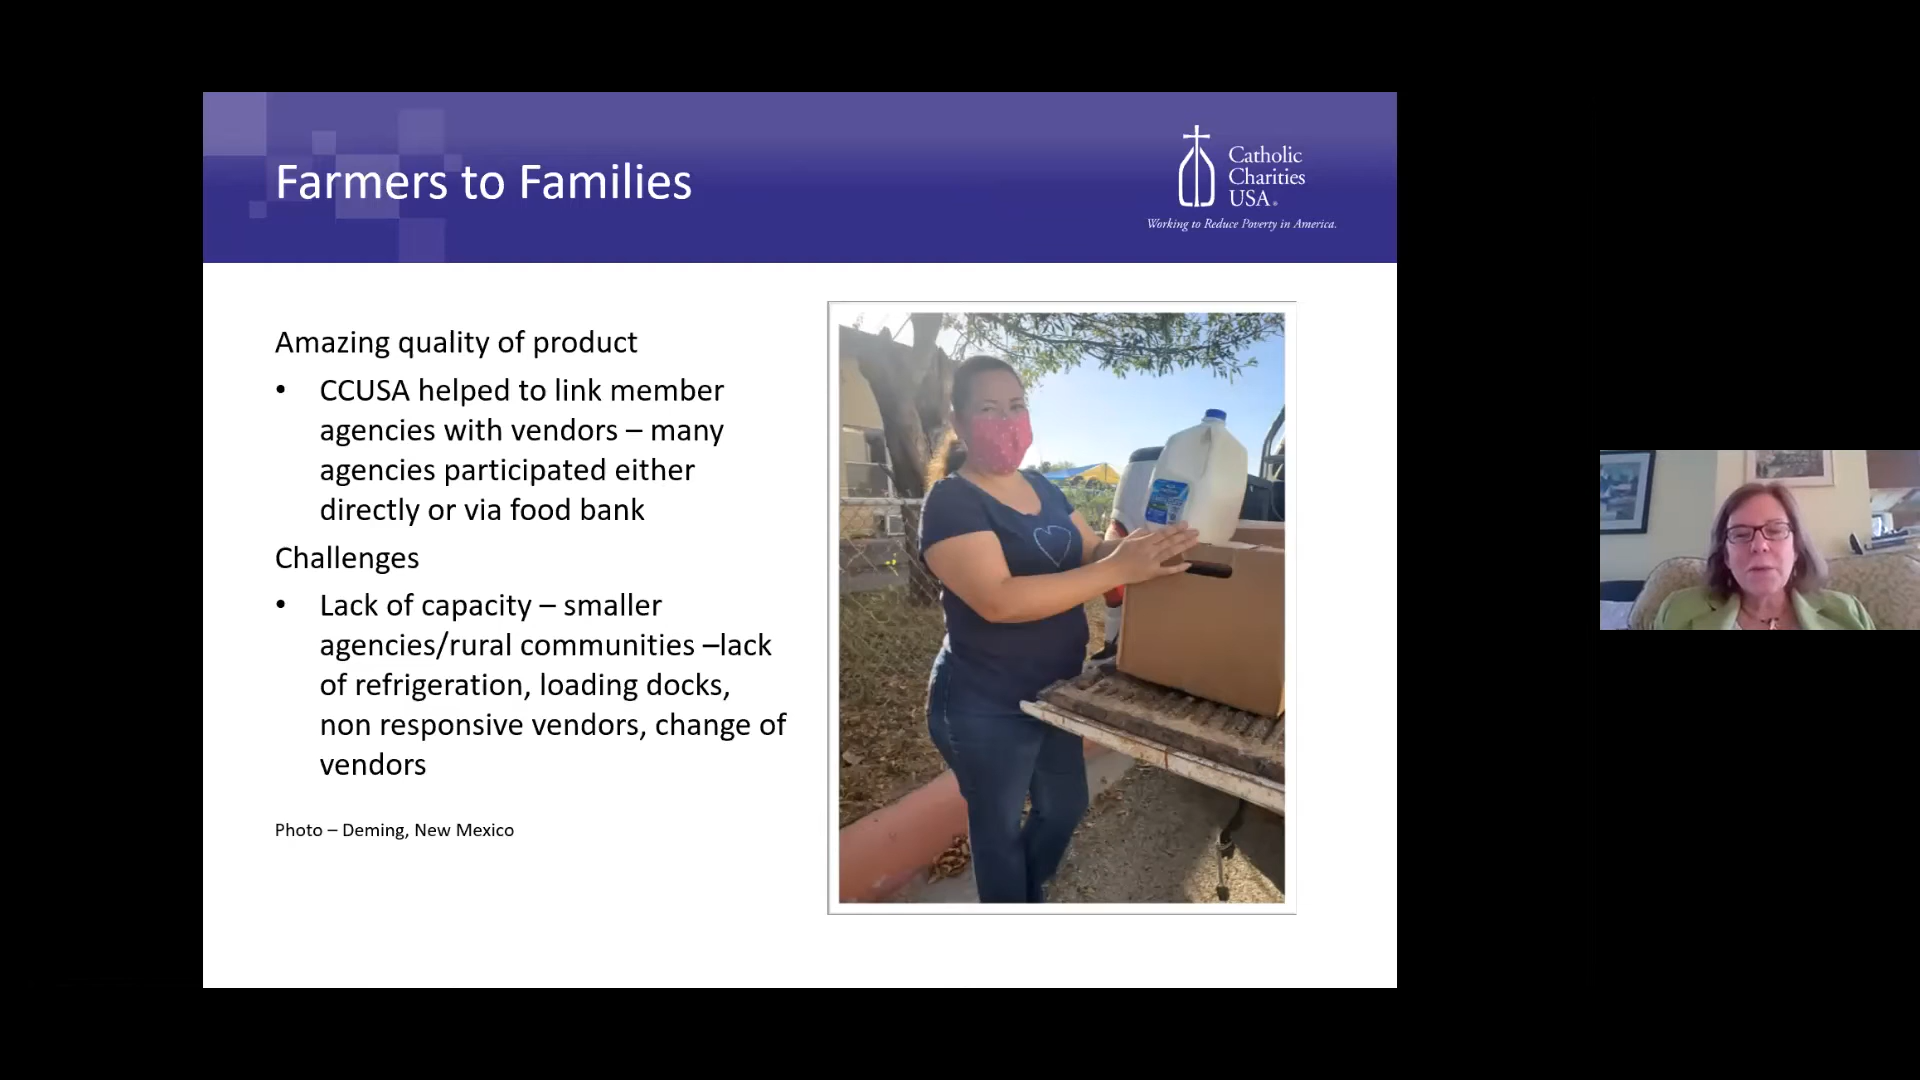 Farmers to Families
Catholic
Charities
USA®
Working to Reduce Poverty in America.
Amazing quality of product
• CCUSA helped to link member
agencies with vendors – many
agencies participated either
directly or via food bank
Challenges
• Lack of capacity – smaller
agencies/rural communities –lack
of refrigeration, loading docks,
non responsive vendors, change of
vendors
Photo – Deming, New Mexico